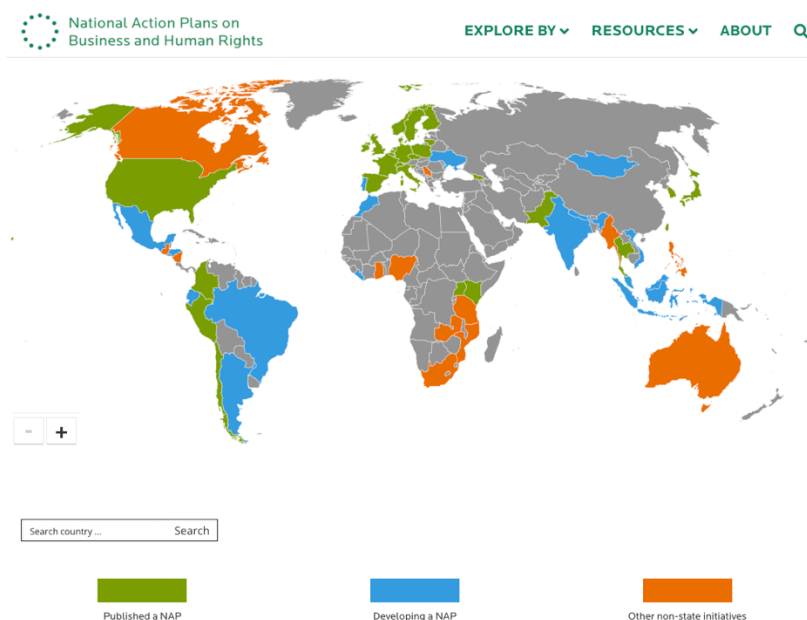 National Action Plans on
Business and Human Rights
EXPLORE BY
RESOURCES
ABOUT
-
+
Search country ...
Search
Published a NAP
Developing a NAP
Other non-state initiatives